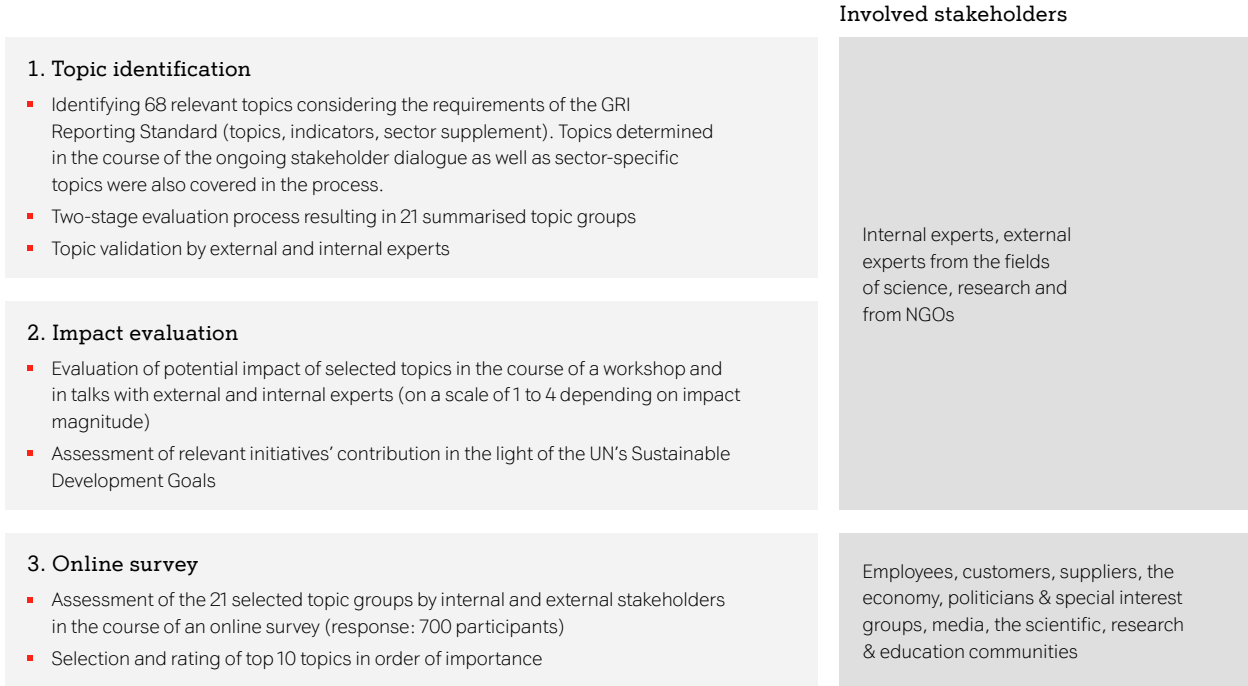 Involved stakeholders
1. Topic identification
▪ Identifying 68 relevant topics considering the requirements of the GRI
Reporting Standard (topics, indicators, sector supplement). Topics determined
in the course of the ongoing stakeholder dialogue as well as sector-specific
topics were also covered in the process.
▪ Two-stage evaluation process resulting in 21 summarised topic groups
▪ Topic validation by external and internal experts
2. Impact evaluation
▪ Evaluation of potential impact of selected topics in the course of a workshop and
in talks with external and internal experts (on a scale of 1 to 4 depending on impact
magnitude)
▪ Assessment of relevant initiatives’ contribution in the light of the UN’s Sustainable
Development Goals
Internal experts, external
experts from the fields
of science, research and
from NGOs
3. Online survey
▪ Assessment of the 21 selected topic groups by internal and external stakeholders
in the course of an online survey (response: 700 participants)
▪ Selection and rating of top 10 topics in order of importance
Employees, customers, suppliers, the
economy, politicians & special interest
groups, media, the scientific, research
& education communities